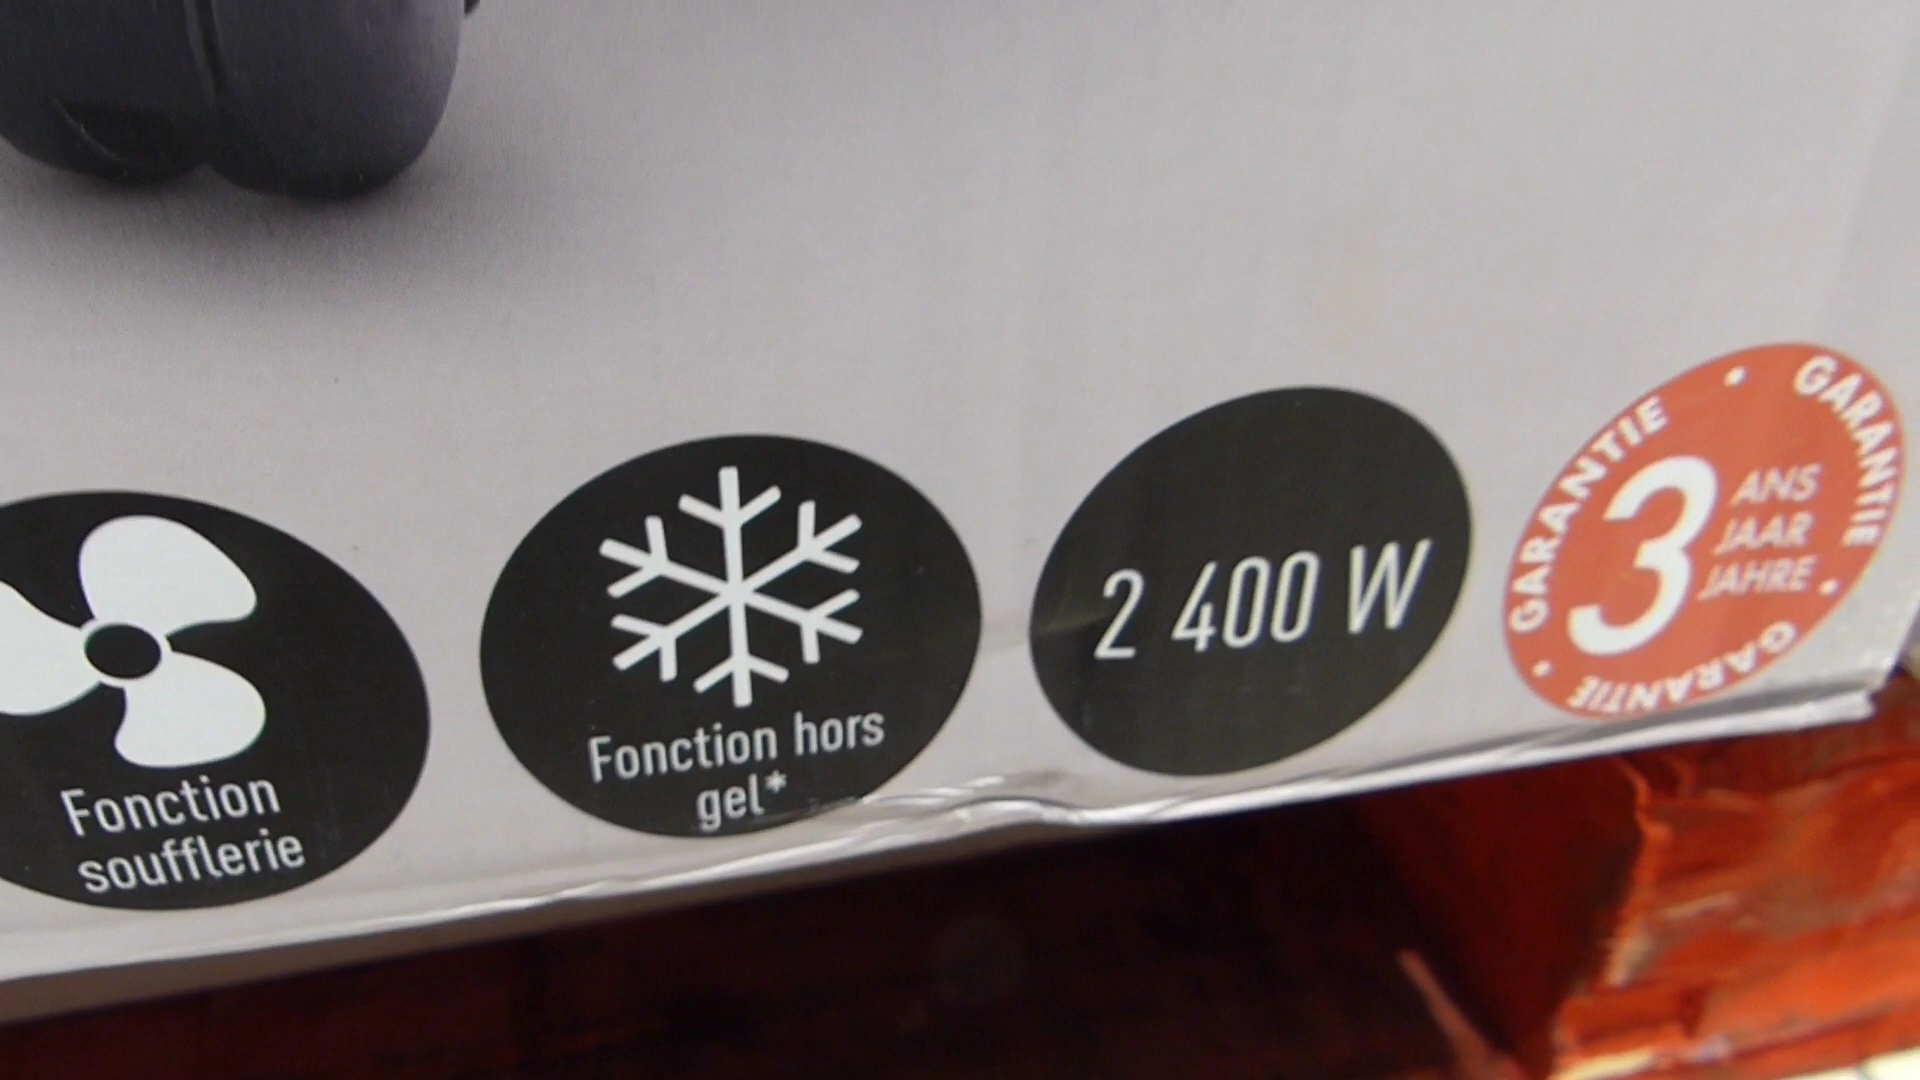 Fonction
soufflerie
Fonction hors
gel*
2 400 W
GARANTIE
GARANTIE
GARANTIE
3
ANS
JAAR
JAHRE